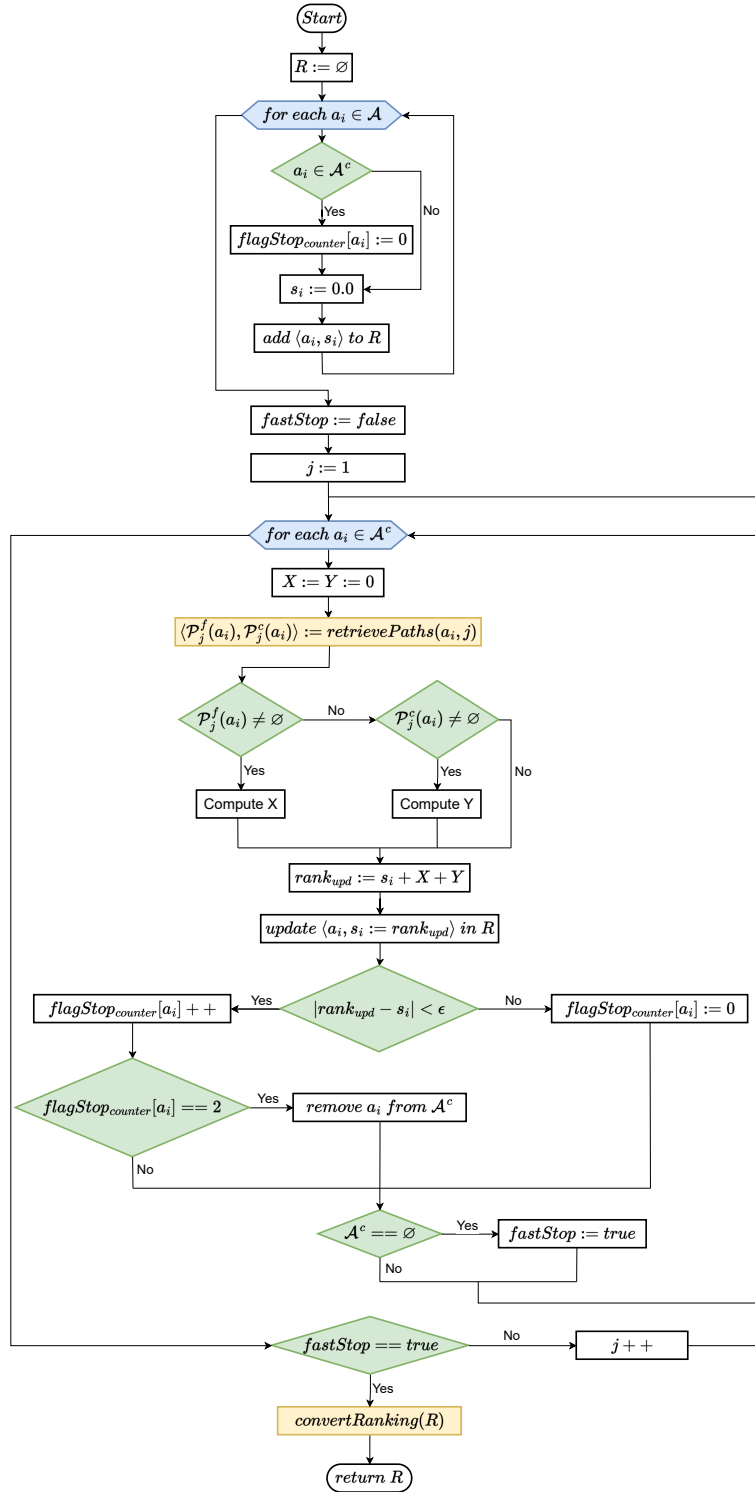 Start
R := ∅
for each a_i ∈ 𝒜
a_i ∈ 𝒜^c
Yes
No
flagStop_counter[a_i] := 0
s_i := 0.0
add ⟨a_i, s_i⟩ to R
fastStop := false
j := 1
for each a_i ∈ 𝒜^c
X := Y := 0
⟨𝒫_j^f(a_i), 𝒫_j^c(a_i)⟩ := retrievePaths(a_i, j)
𝒫_j^f(a_i) ≠ ∅
No
𝒫_j^c(a_i) ≠ ∅
Yes
Yes
No
Compute X
Compute Y
rank_upd := s_i + X + Y
update ⟨a_i, s_i := rank_upd⟩ in R
flagStop_counter[a_i] + +
Yes
|rank_upd − s_i| < ϵ
No
flagStop_counter[a_i] := 0
flagStop_counter[a_i] == 2
Yes
remove a_i from 𝒜^c
No
𝒜^c == ∅
Yes
fastStop := true
No
fastStop == true
No
j + +
Yes
convertRanking(R)
return R